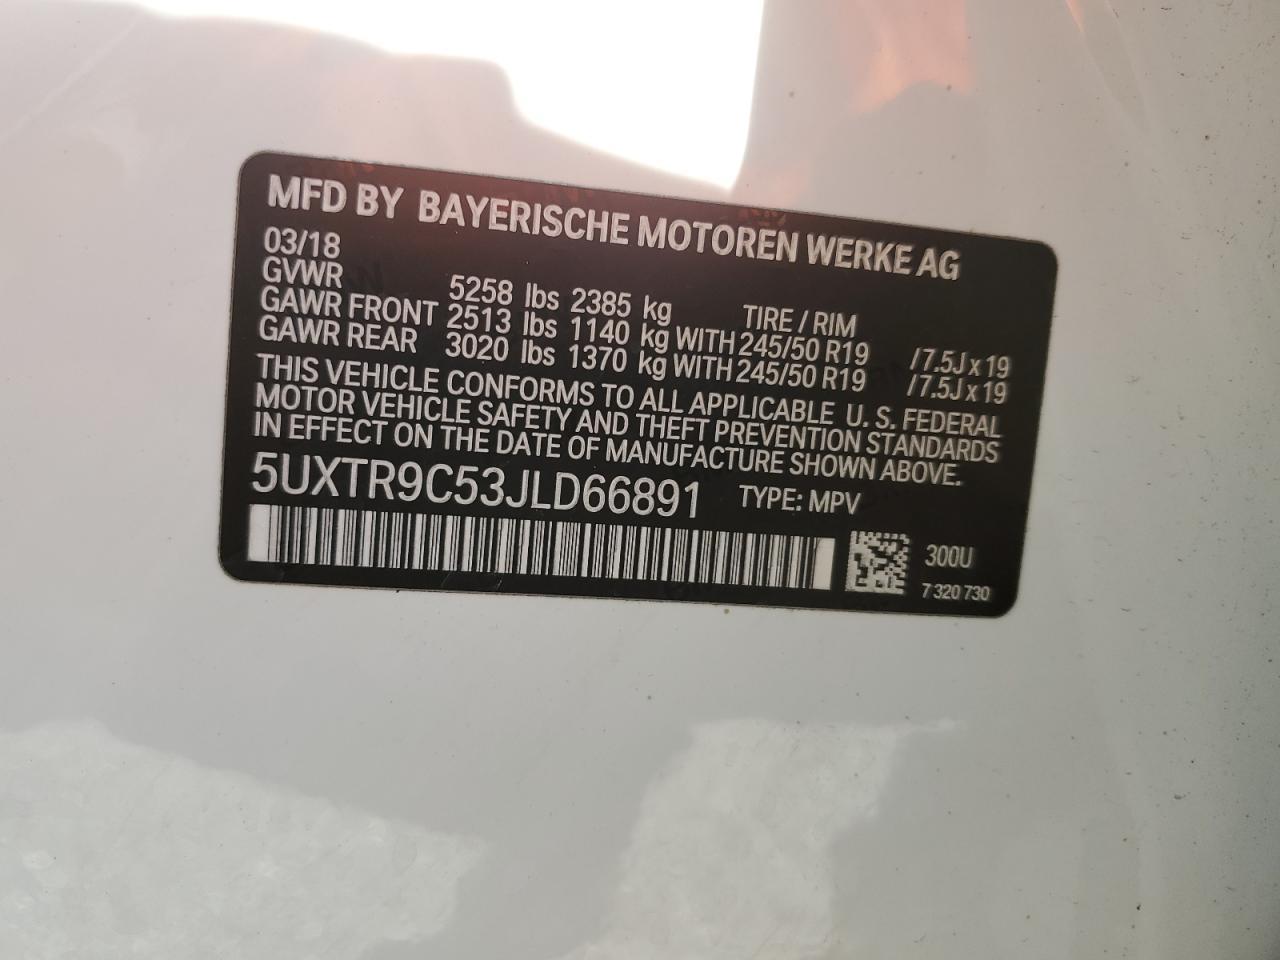 MFD BY BAYERISCHE MOTOREN WERKE AG
03/18
GVWR 5258 lbs 2385 kg TIRE / RIM
GAWR FRONT 2513 lbs 1140 kg WITH 245/50 R19 / 7.5J x 19
GAWR REAR 3020 lbs 1370 kg WITH 245/50 R19 / 7.5J x 19
THIS VEHICLE CONFORMS TO ALL APPLICABLE U. S. FEDERAL
MOTOR VEHICLE SAFETY AND THEFT PREVENTION STANDARDS
IN EFFECT ON THE DATE OF MANUFACTURE SHOWN ABOVE.
5UXTR9C53JLD66891 TYPE: MPV
300U
7 320 730